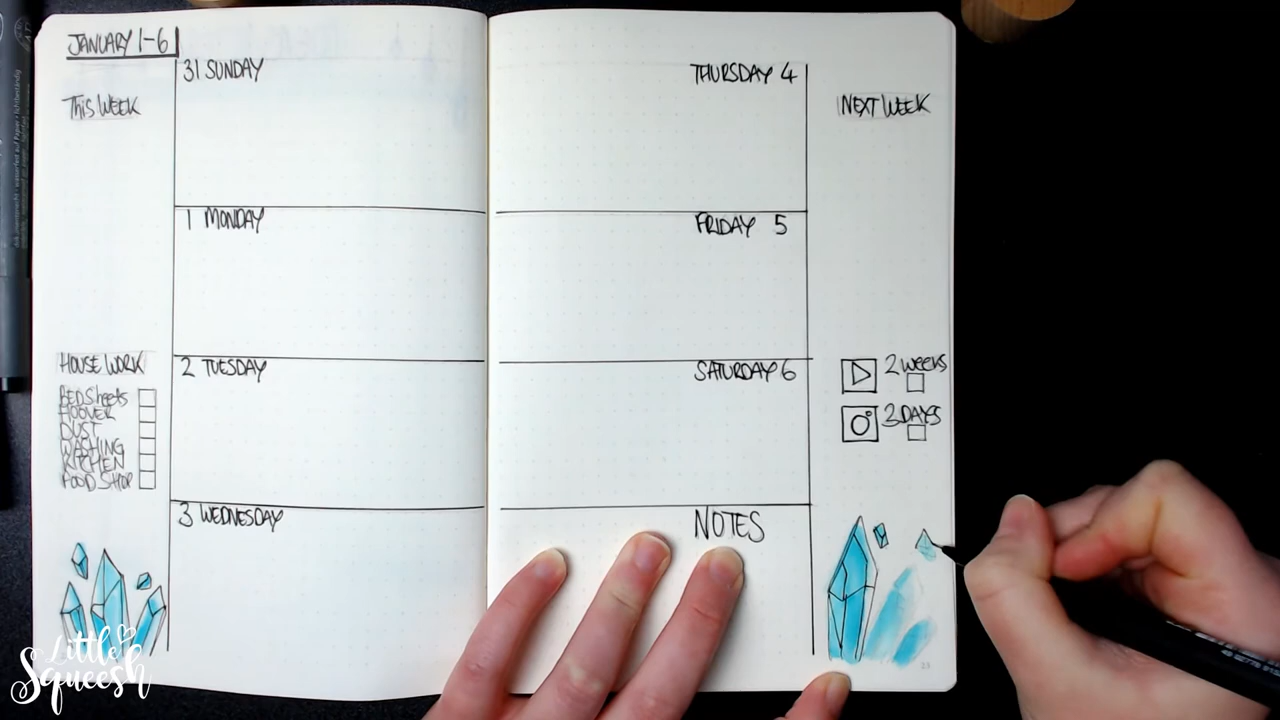 JANUARY 1-6
This WEEK
HOUSE WORK
BEDSheets
HOOVER
DUST
WASHING
KITCHEN
FOOD SHOP
31 SUNDAY
1 MONDAY
2 TUESDAY
3 WEDNESDAY
THURSDAY 4
FRIDAY 5
SATURDAY 6
NOTES
NEXT WEEK
2 WEEKS
3 DAYS
23
Little
Squeesh